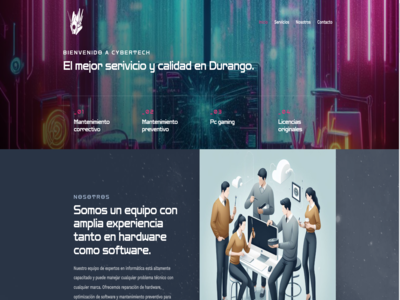 Servicios Nosotros Contacto
BIENVENIDO A CYBERTECH
El mejor serivicio y calidad en Durango.
Mantenimiento correctivo
Mantenimiento preventivo
Pc gaming
Licencias originales
NOSOTROS
Somos un equipo con
amplia experiencia
tanto en hardware
como software.
Nuestro equipo de expertos en informática está altamente
capacitado y puede manejar cualquier problema técnico con
cualquier marca. Ofrecemos reparación de hardware,
optimización de software y mantenimiento preventivo para